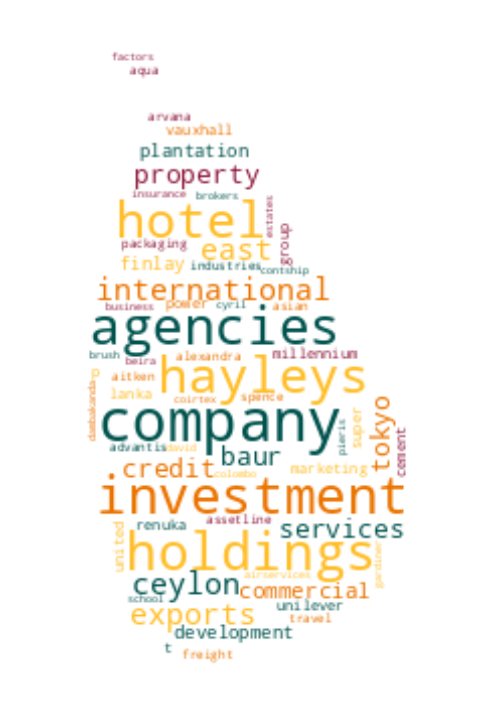 factors
aqua
arvana
vauxhall
plantation
property
insurance brokers
estates
hotel
group
packaging east
finlay industries
contship
international
business power cyril asian
agencies
brush beira alexandra millennium
aitken hayleys
o
dambakanda
lanka coirtex spence
company
super
tokyo
pieris
cement
advantis david baur
credit colombo marketing
investment
renuka assetline services
united
holdings
gardiner
airservices
ceylon commercial
school unilever
exports travel
development
t
freight